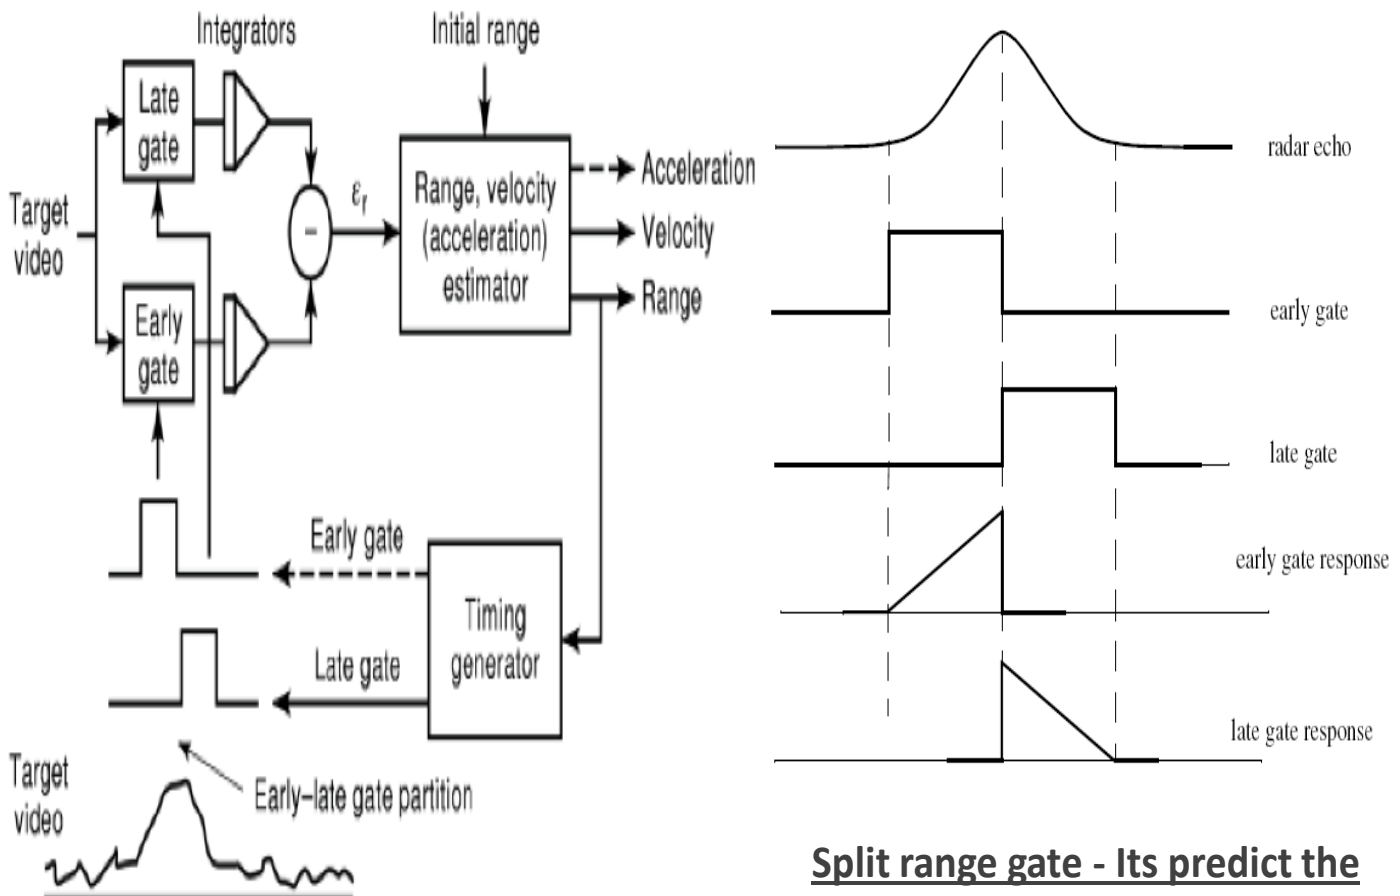 Integrators
Initial range
Late
gate
Target
video
εr
Range, velocity
(acceleration)
estimator
Acceleration
Velocity
Range
Early
gate
-
Early gate
Late gate
Timing
generator
Target
video
Early–late gate partition
radar echo
early gate
late gate
early gate response
late gate response
Split range gate - Its predict the